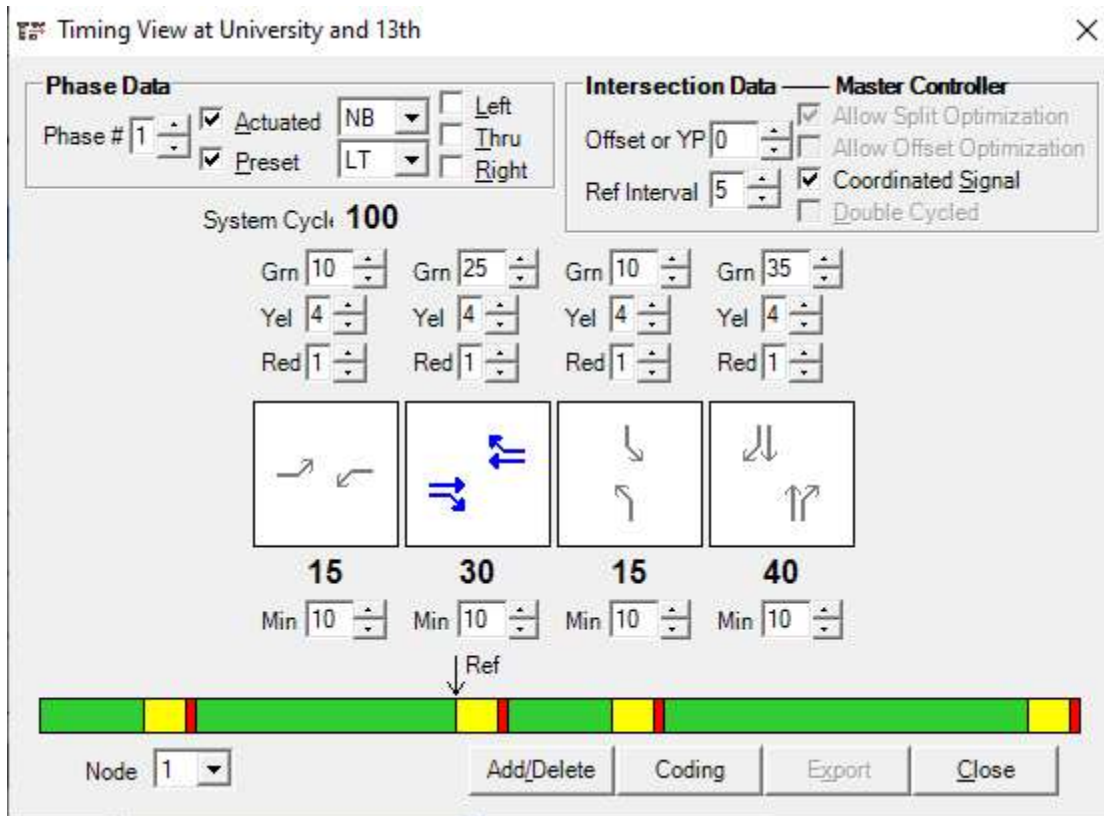 Timing View at University and 13th
Phase Data
Phase # 1
Actuated
Preset
NB
LT
Left
Thru
Right
Intersection Data
Master Controller
Offset or YP 0
Ref Interval 5
Allow Split Optimization
Allow Offset Optimization
Coordinated Signal
Double Cycled
System Cycl 100
Grn 10 Grn 25 Grn 10 Grn 35
Yel 4 Yel 4 Yel 4 Yel 4
Red 1 Red 1 Red 1 Red 1
15 30 15 40
Min 10 Min 10 Min 10 Min 10
Ref
Node 1 Add/Delete Coding Export Close